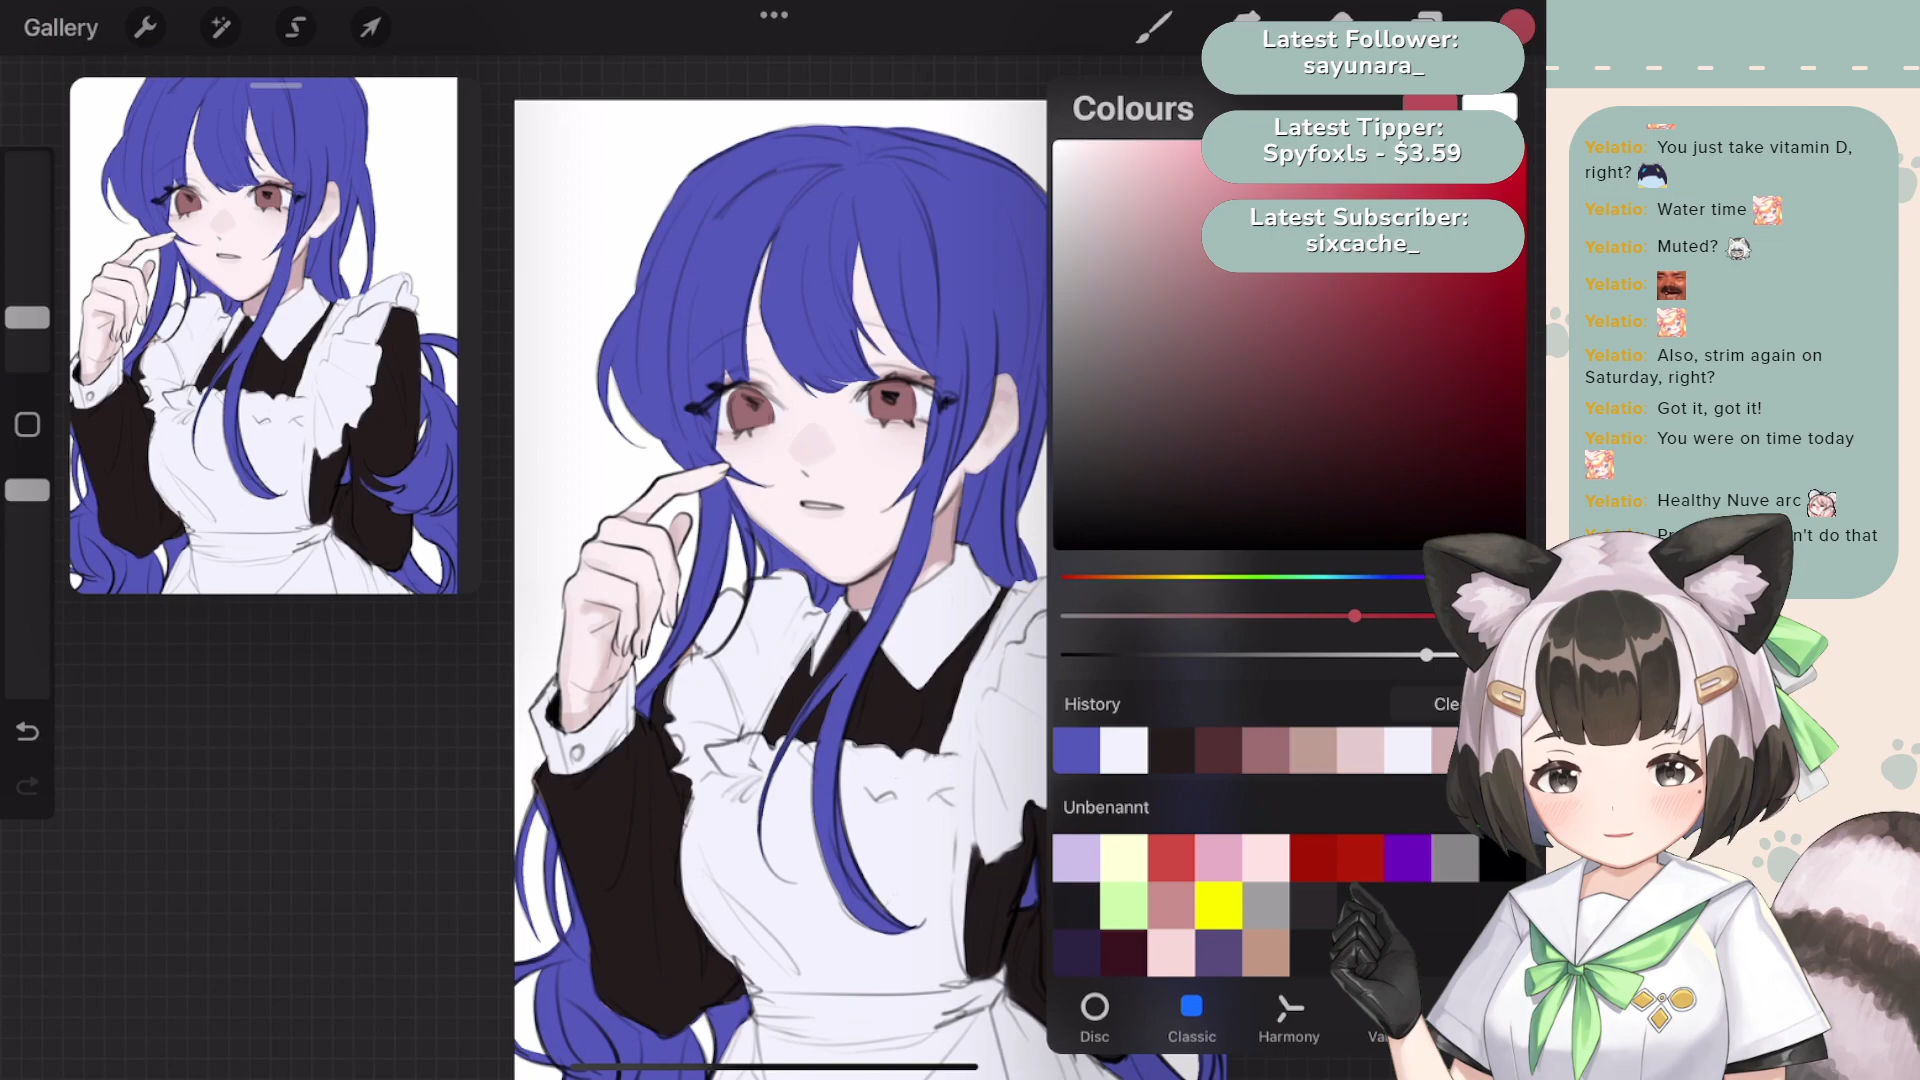 Gallery
Latest Follower:
sayunara_
Latest Tipper:
Spyfoxls - $3.59
Latest Subscriber:
sixcache_
Colours
History
Cle
Unbenannt
Disc
Classic
Harmony
Va
Yelatio: You just take vitamin D,
right?
Yelatio: Water time
Yelatio: Muted?
Yelatio:
Yelatio:
Yelatio: Also, strim again on
Saturday, right?
Yelatio: Got it, got it!
Yelatio: You were on time today
Yelatio: Healthy Nuve arc
n't do that